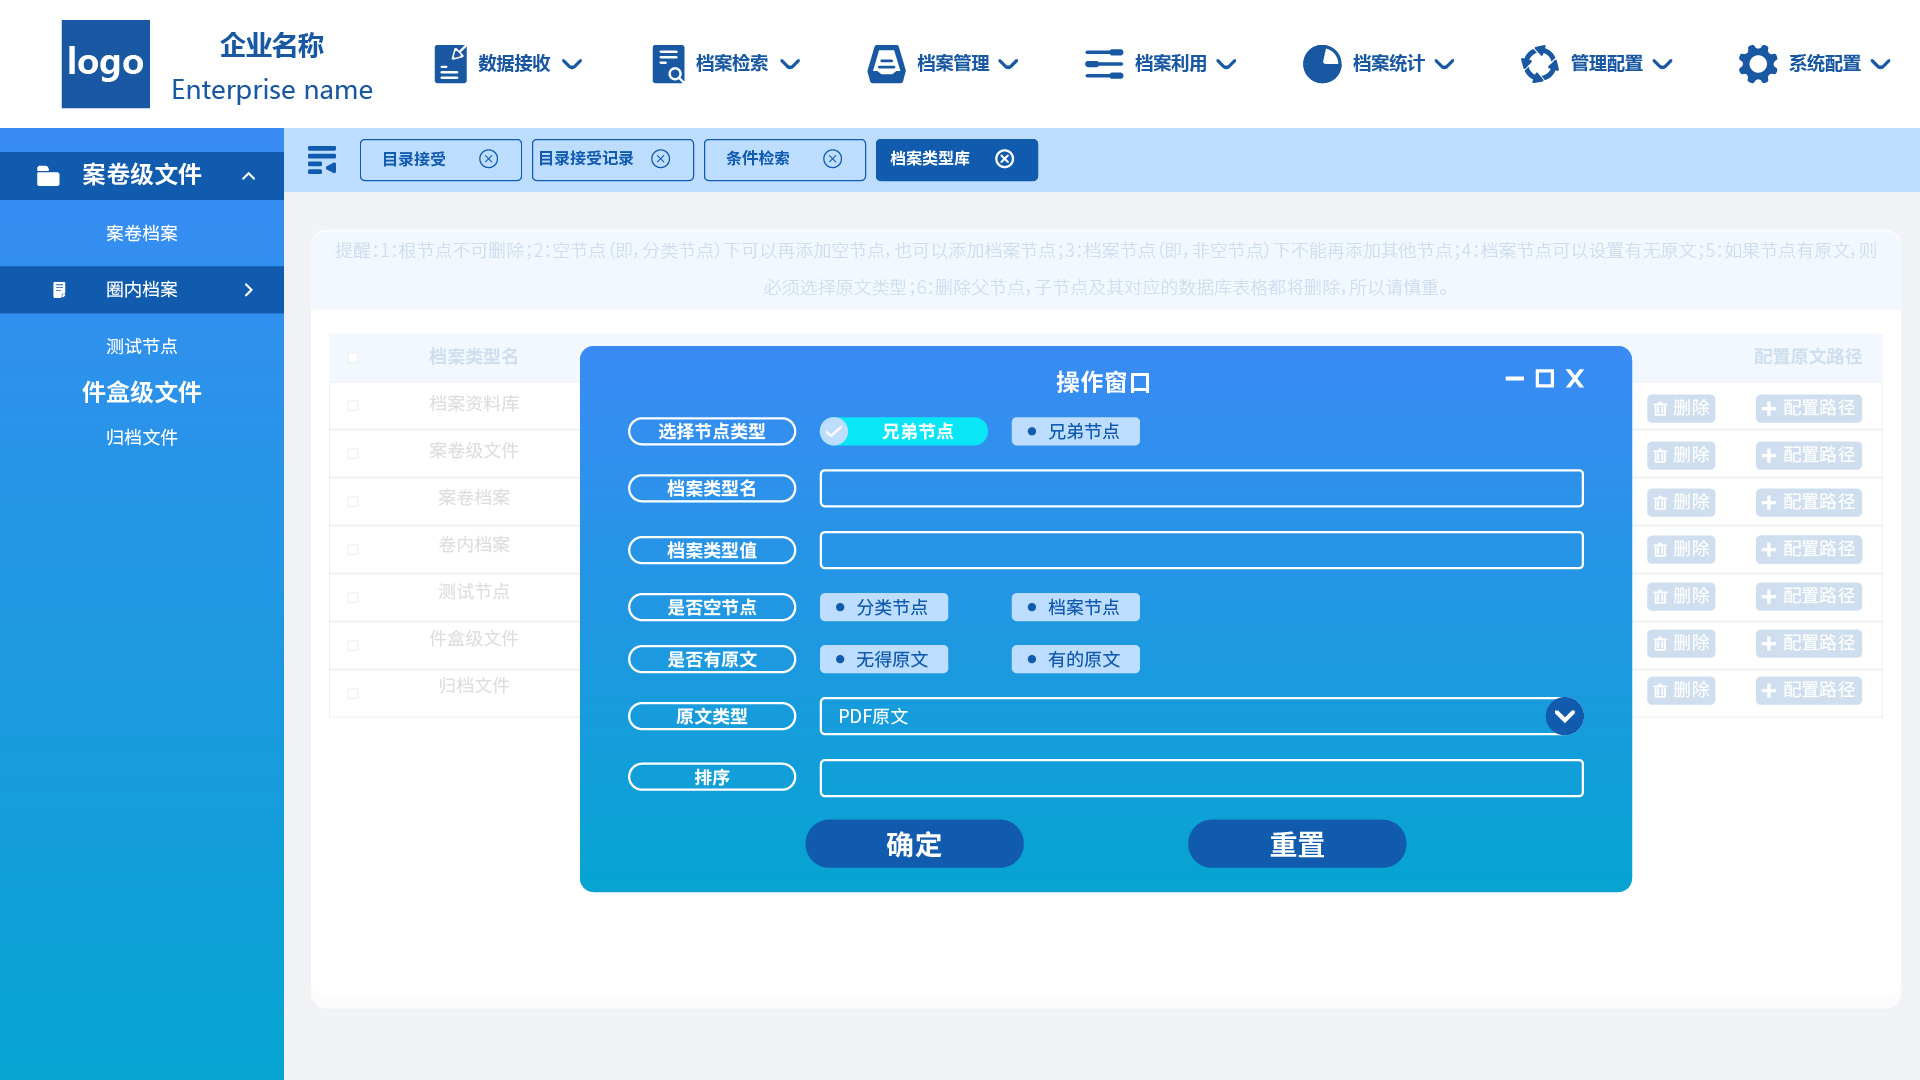 logo
企业名称
Enterprise name
数据接收
档案检索
档案管理
档案利用
档案统计
管理配置
系统配置
目录接受
目录接受记录
条件检索
档案类型库
案卷级文件
案卷档案
圈内档案
测试节点
件盒级文件
归档文件
提醒:1:根节点不可删除;2:空节点(即,分类节点)下可以再添加空节点,也可以添加档案节点;3:档案节点(即,非空节点)下不能再添加其他节点;4:档案节点可以设置有无原文;5:如果节点有原文,则
必须选择原文类型;6:删除父节点,子节点及其对应的数据库表格都将删除,所以请慎重。
档案类型名
配置原文路径
档案资料库
删除
配置路径
案卷级文件
删除
配置路径
案卷档案
删除
配置路径
卷内档案
删除
配置路径
测试节点
删除
配置路径
件盒级文件
删除
配置路径
归档文件
删除
配置路径
操作窗口
选择节点类型
兄弟节点
兄弟节点
档案类型名
档案类型值
是否空节点
分类节点
档案节点
是否有原文
无得原文
有的原文
原文类型
PDF原文
排序
确定
重置